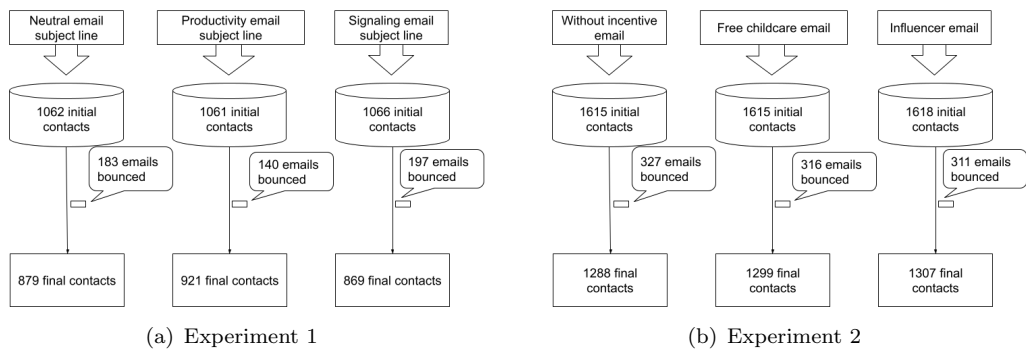 Neutral email
subject line
Productivity email
subject line
Signaling email
subject line
1062 initial
contacts
1061 initial
contacts
1066 initial
contacts
183 emails
bounced
140 emails
bounced
197 emails
bounced
879 final contacts
921 final contacts
869 final contacts
(a) Experiment 1
Without incentive
email
Free childcare email
Influencer email
1615 initial
contacts
1615 initial
contacts
1618 initial
contacts
327 emails
bounced
316 emails
bounced
311 emails
bounced
1288 final
contacts
1299 final
contacts
1307 final
contacts
(b) Experiment 2